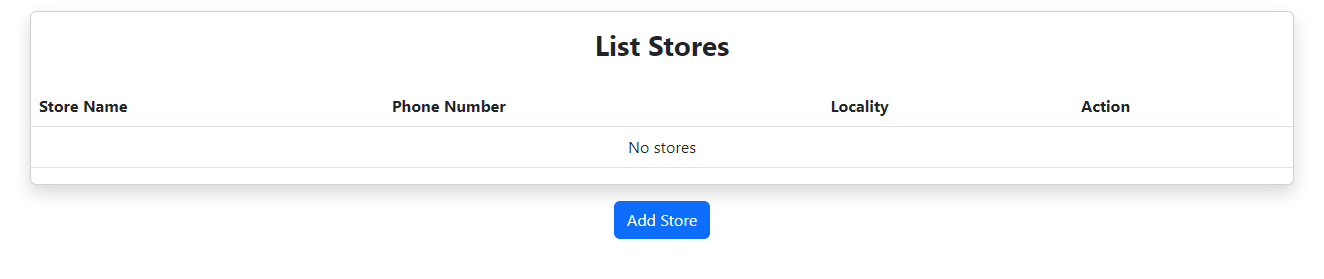 List Stores
Store Name Phone Number Locality Action
No stores
Add Store